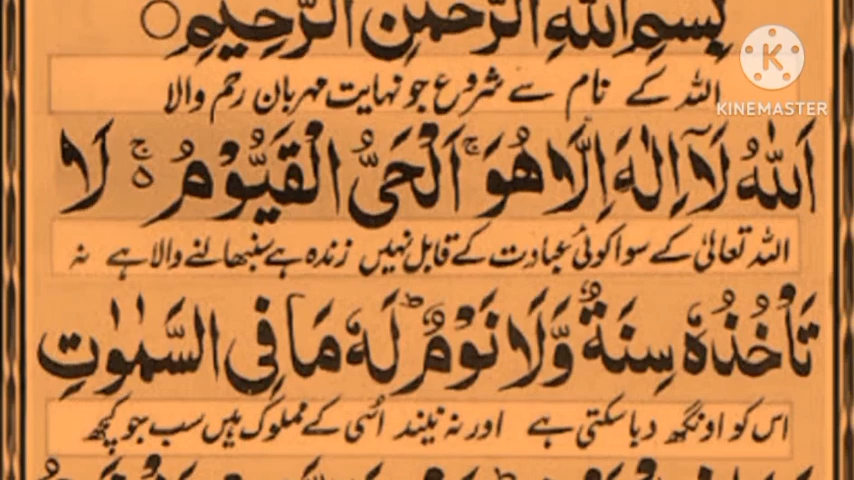 بِسْمِ اللهِ الرَّحْمٰنِ الرَّحِيْمِ ○
اللہ کے نام سے شروع جو نہایت مہربان رحم والا
KINEMASTER
اَللّٰهُ لَاۤ اِلٰهَ اِلَّا هُوَ ۚ اَلْحَیُّ الْقَیُّوْمُ ۚ۬ لَا
اللہ تعالیٰ کے سوا کوئی عبادت کے قابل نہیں زندہ ہے سنبھالنے والا ہے نہ
تَاْخُذُهٗ سِنَةٌ وَّلَا نَوْمٌ ؕ لَهٗ مَا فِی السَّمٰوٰتِ
اس کو اونگھ دبا سکتی ہے اور نہ نیند اسی کے مملوک ہیں سب جو کچھ